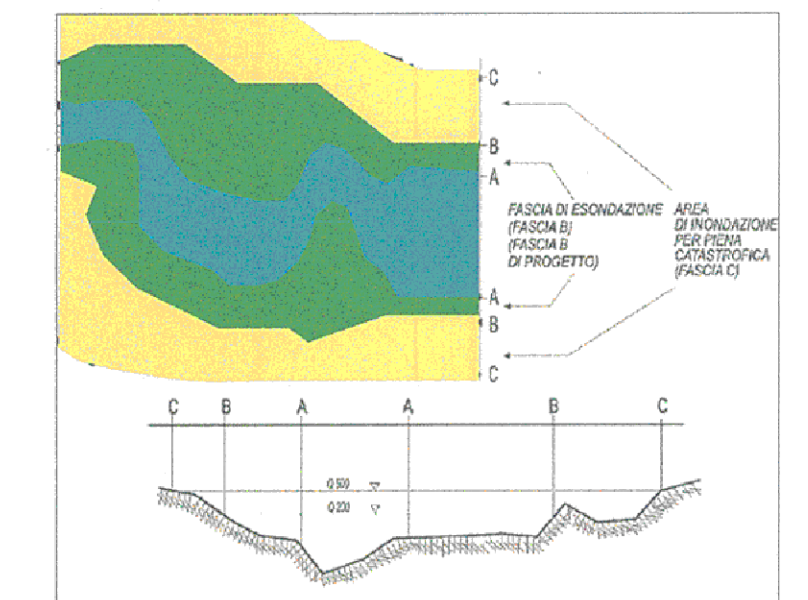 C
B
A
FASCIA DI ESONDAZIONE
(FASCIA B)
(FASCIA B
DI PROGETTO)
AREA
DI INONDAZIONE
PER PIENA
CATASTROFICA
(FASCIA C)
A
B
C
C B A A B C
Q 500
Q 200